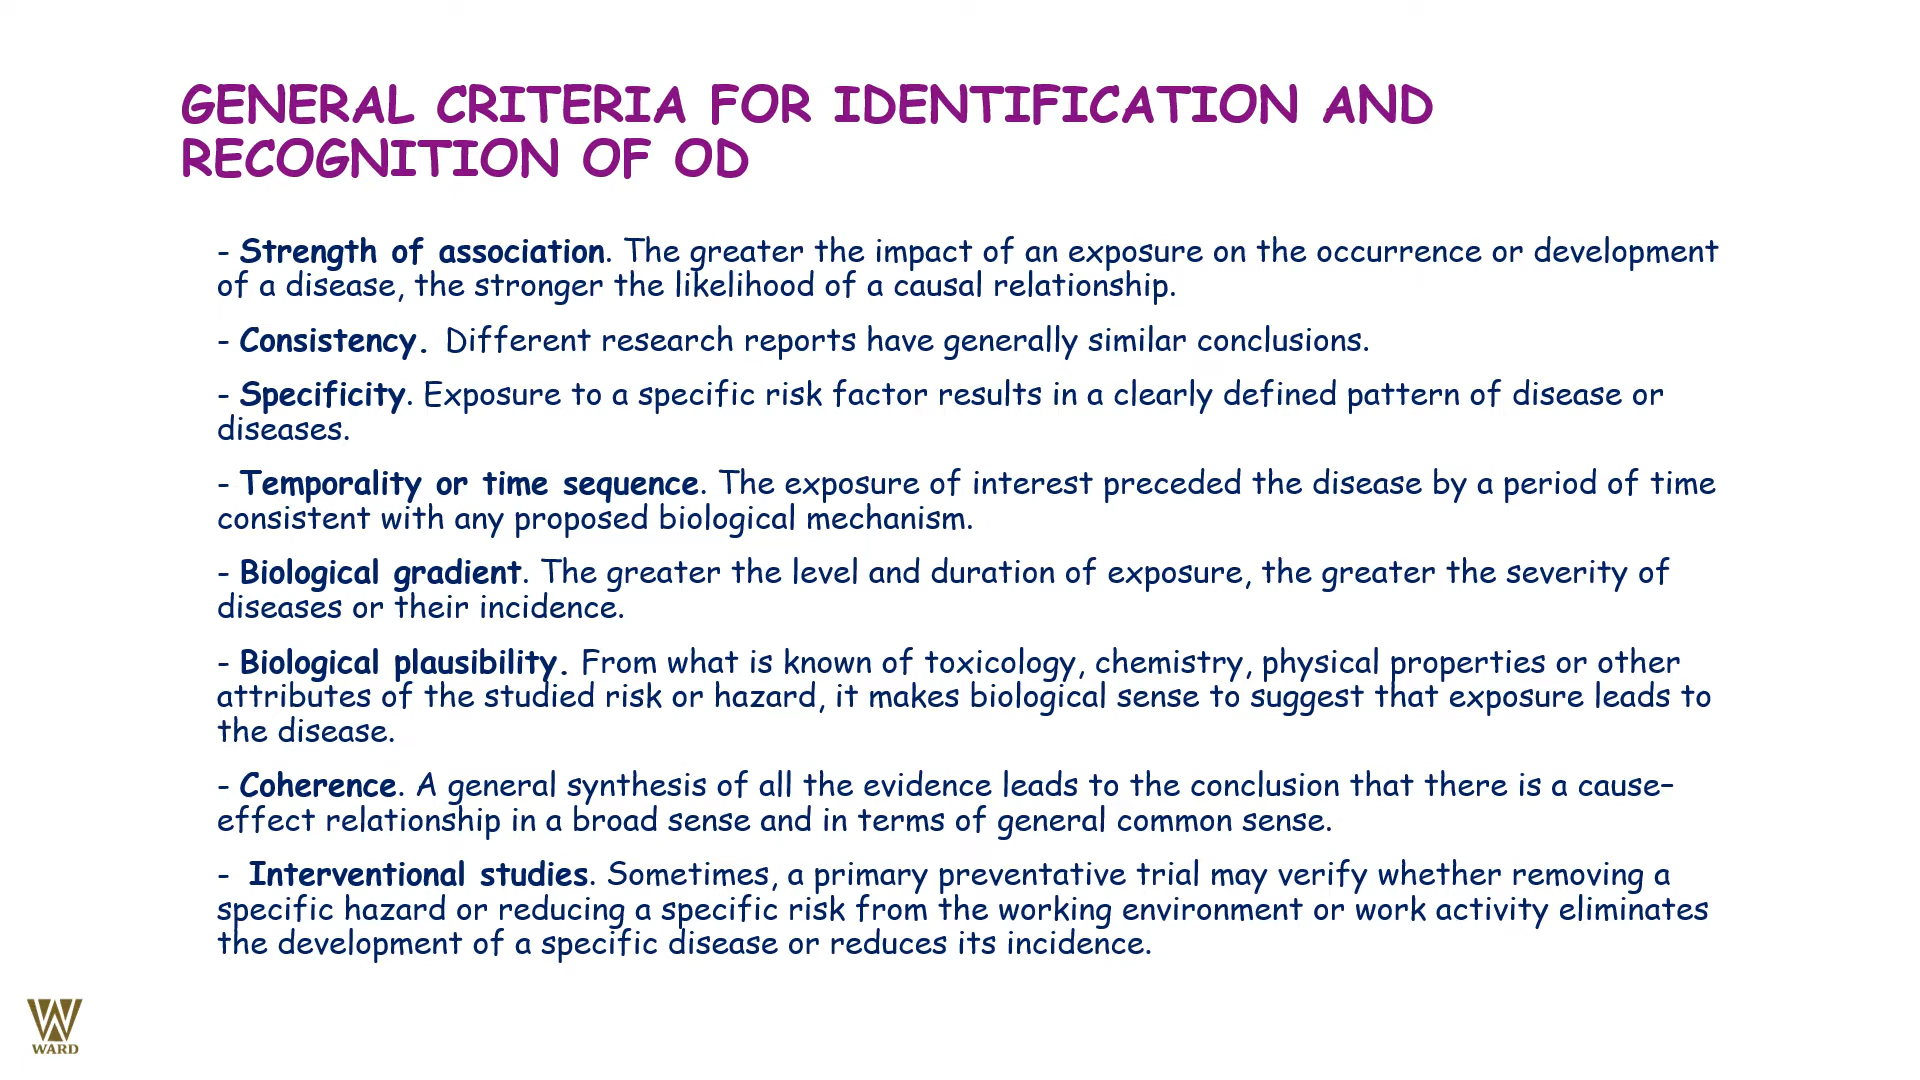 GENERAL CRITERIA FOR IDENTIFICATION AND
RECOGNITION OF OD
- Strength of association. The greater the impact of an exposure on the occurrence or development
of a disease, the stronger the likelihood of a causal relationship.
- Consistency. Different research reports have generally similar conclusions.
- Specificity. Exposure to a specific risk factor results in a clearly defined pattern of disease or
diseases.
- Temporality or time sequence. The exposure of interest preceded the disease by a period of time
consistent with any proposed biological mechanism.
- Biological gradient. The greater the level and duration of exposure, the greater the severity of
diseases or their incidence.
- Biological plausibility. From what is known of toxicology, chemistry, physical properties or other
attributes of the studied risk or hazard, it makes biological sense to suggest that exposure leads to
the disease.
- Coherence. A general synthesis of all the evidence leads to the conclusion that there is a cause–
effect relationship in a broad sense and in terms of general common sense.
- Interventional studies. Sometimes, a primary preventative trial may verify whether removing a
specific hazard or reducing a specific risk from the working environment or work activity eliminates
the development of a specific disease or reduces its incidence.
WARD